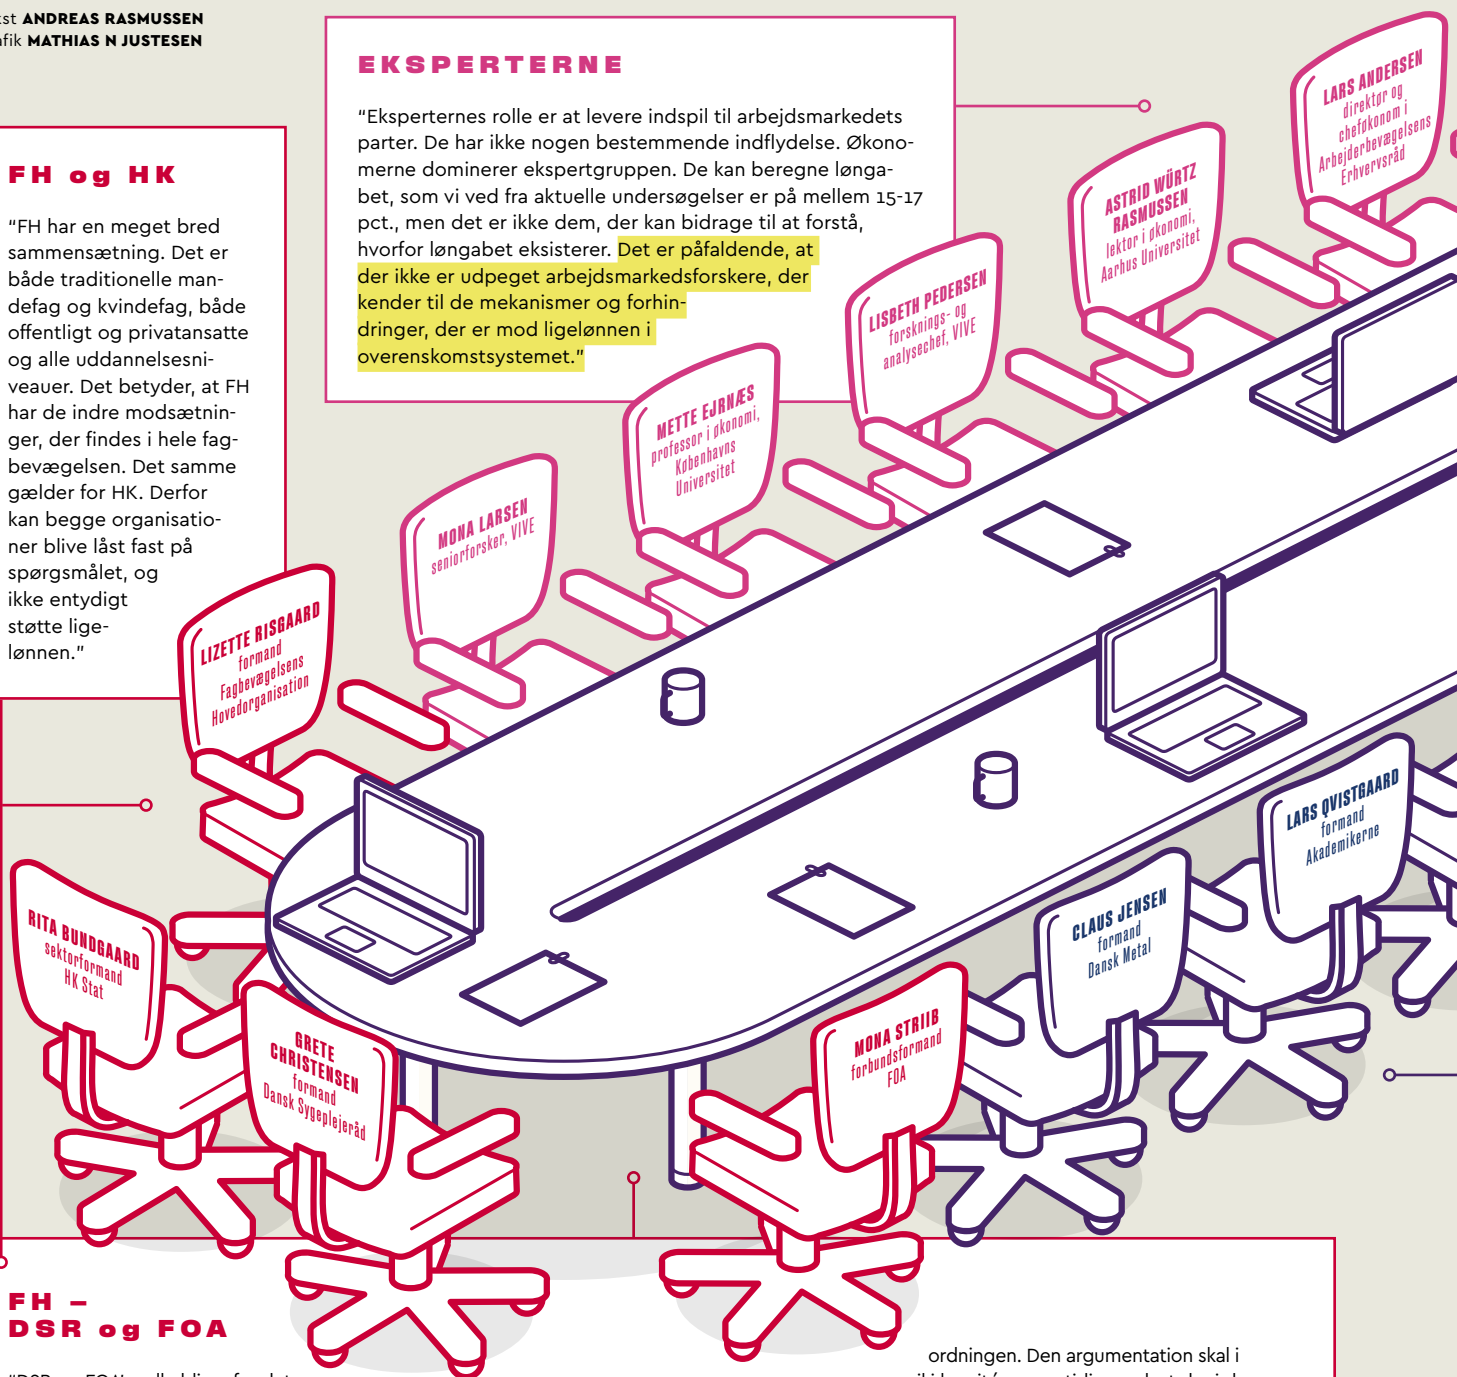 kst ANDREAS RASMUSSEN
afik MATHIAS N JUSTESEN
EKSPERTERNE
"Eksperternes rolle er at levere indspil til arbejdsmarkedets
parter. De har ikke nogen bestemmende indflydelse. Økono-
merne dominerer ekspertgruppen. De kan beregne lønga-
bet, som vi ved fra aktuelle undersøgelser er på mellem 15-17
pct., men det er ikke dem, der kan bidrage til at forstå,
hvorfor løngabet eksisterer. Det er påfaldende, at
der ikke er udpeget arbejdsmarkedsforskere, der
kender til de mekanismer og forhin-
dringer, der er mod ligelønnen i
overenskomstsystemet."
FH og HK
"FH har en meget bred
sammensætning. Det er
både traditionelle man-
defag og kvindefag, både
offentligt og privatansatte
og alle uddannelsesni-
veauer. Det betyder, at FH
har de indre modsætnin-
ger, der findes i hele fag-
bevægelsen. Det samme
gælder for HK. Derfor
kan begge organisatio-
ner blive låst fast på
spørgsmålet, og
ikke entydigt
støtte lige-
lønnen."
LARS ANDERSEN
direktør og
cheføkonom i
Arbejderbevægelsens
Erhvervsråd
ASTRID WÜRTZ
RASMUSSEN
lektor i økonomi,
Aarhus Universitet
LISBETH PEDERSEN
forsknings- og
analysechef, VIVE
METTE EJRNÆS
professor i økonomi,
Københavns
Universitet
MONA LARSEN
seniorforsker, VIVE
LIZETTE RISGAARD
formand
Fagbevægelsens
Hovedorganisation
RITA BUNDGAARD
sektorformand
HK Stat
GRETE
CHRISTENSEN
formand
Dansk Sygeplejeråd
MONA STRIIB
forbundsformand
FOA
CLAUS JENSEN
formand
Dansk Metal
LARS QVISTGAARD
formand
Akademikerne
FH –
DSR og FOA
ordningen. Den argumentation skal i